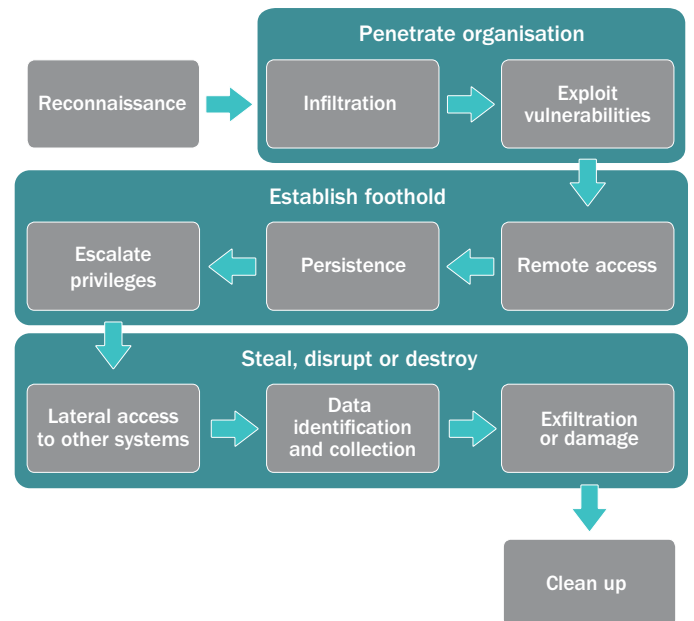 Penetrate organisation
Reconnaissance
Infiltration
Exploit
vulnerabilities
Establish foothold
Escalate
privileges
Persistence
Remote access
Steal, disrupt or destroy
Lateral access
to other systems
Data
identification
and collection
Exfiltration
or damage
Clean up